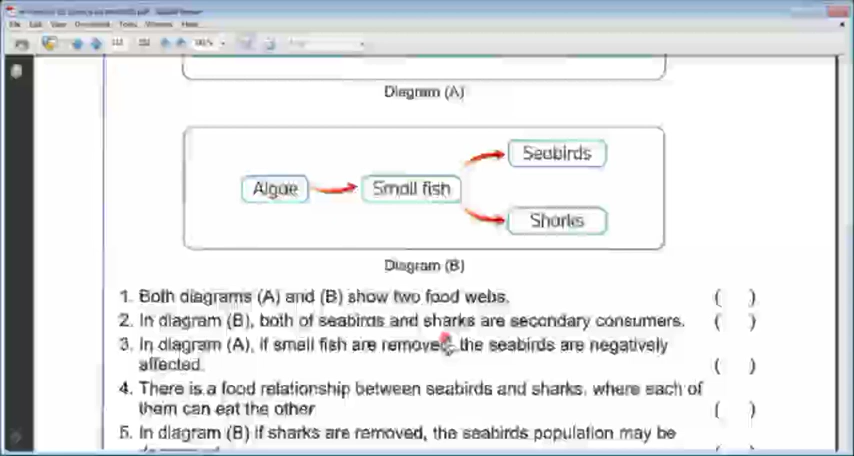 Diagram (A)
Algae
Small fish
Seabirds
Sharks
Diagram (B)
1. Both diagrams (A) and (B) show two food webs. ( )
2. In diagram (B), both of seabirds and sharks are secondary consumers. ( )
3. In diagram (A), if small fish are removed, the seabirds are negatively
affected. ( )
4. There is a food relationship between seabirds and sharks, where each of
them can eat the other ( )
5. In diagram (B) if sharks are removed, the seabirds population may be